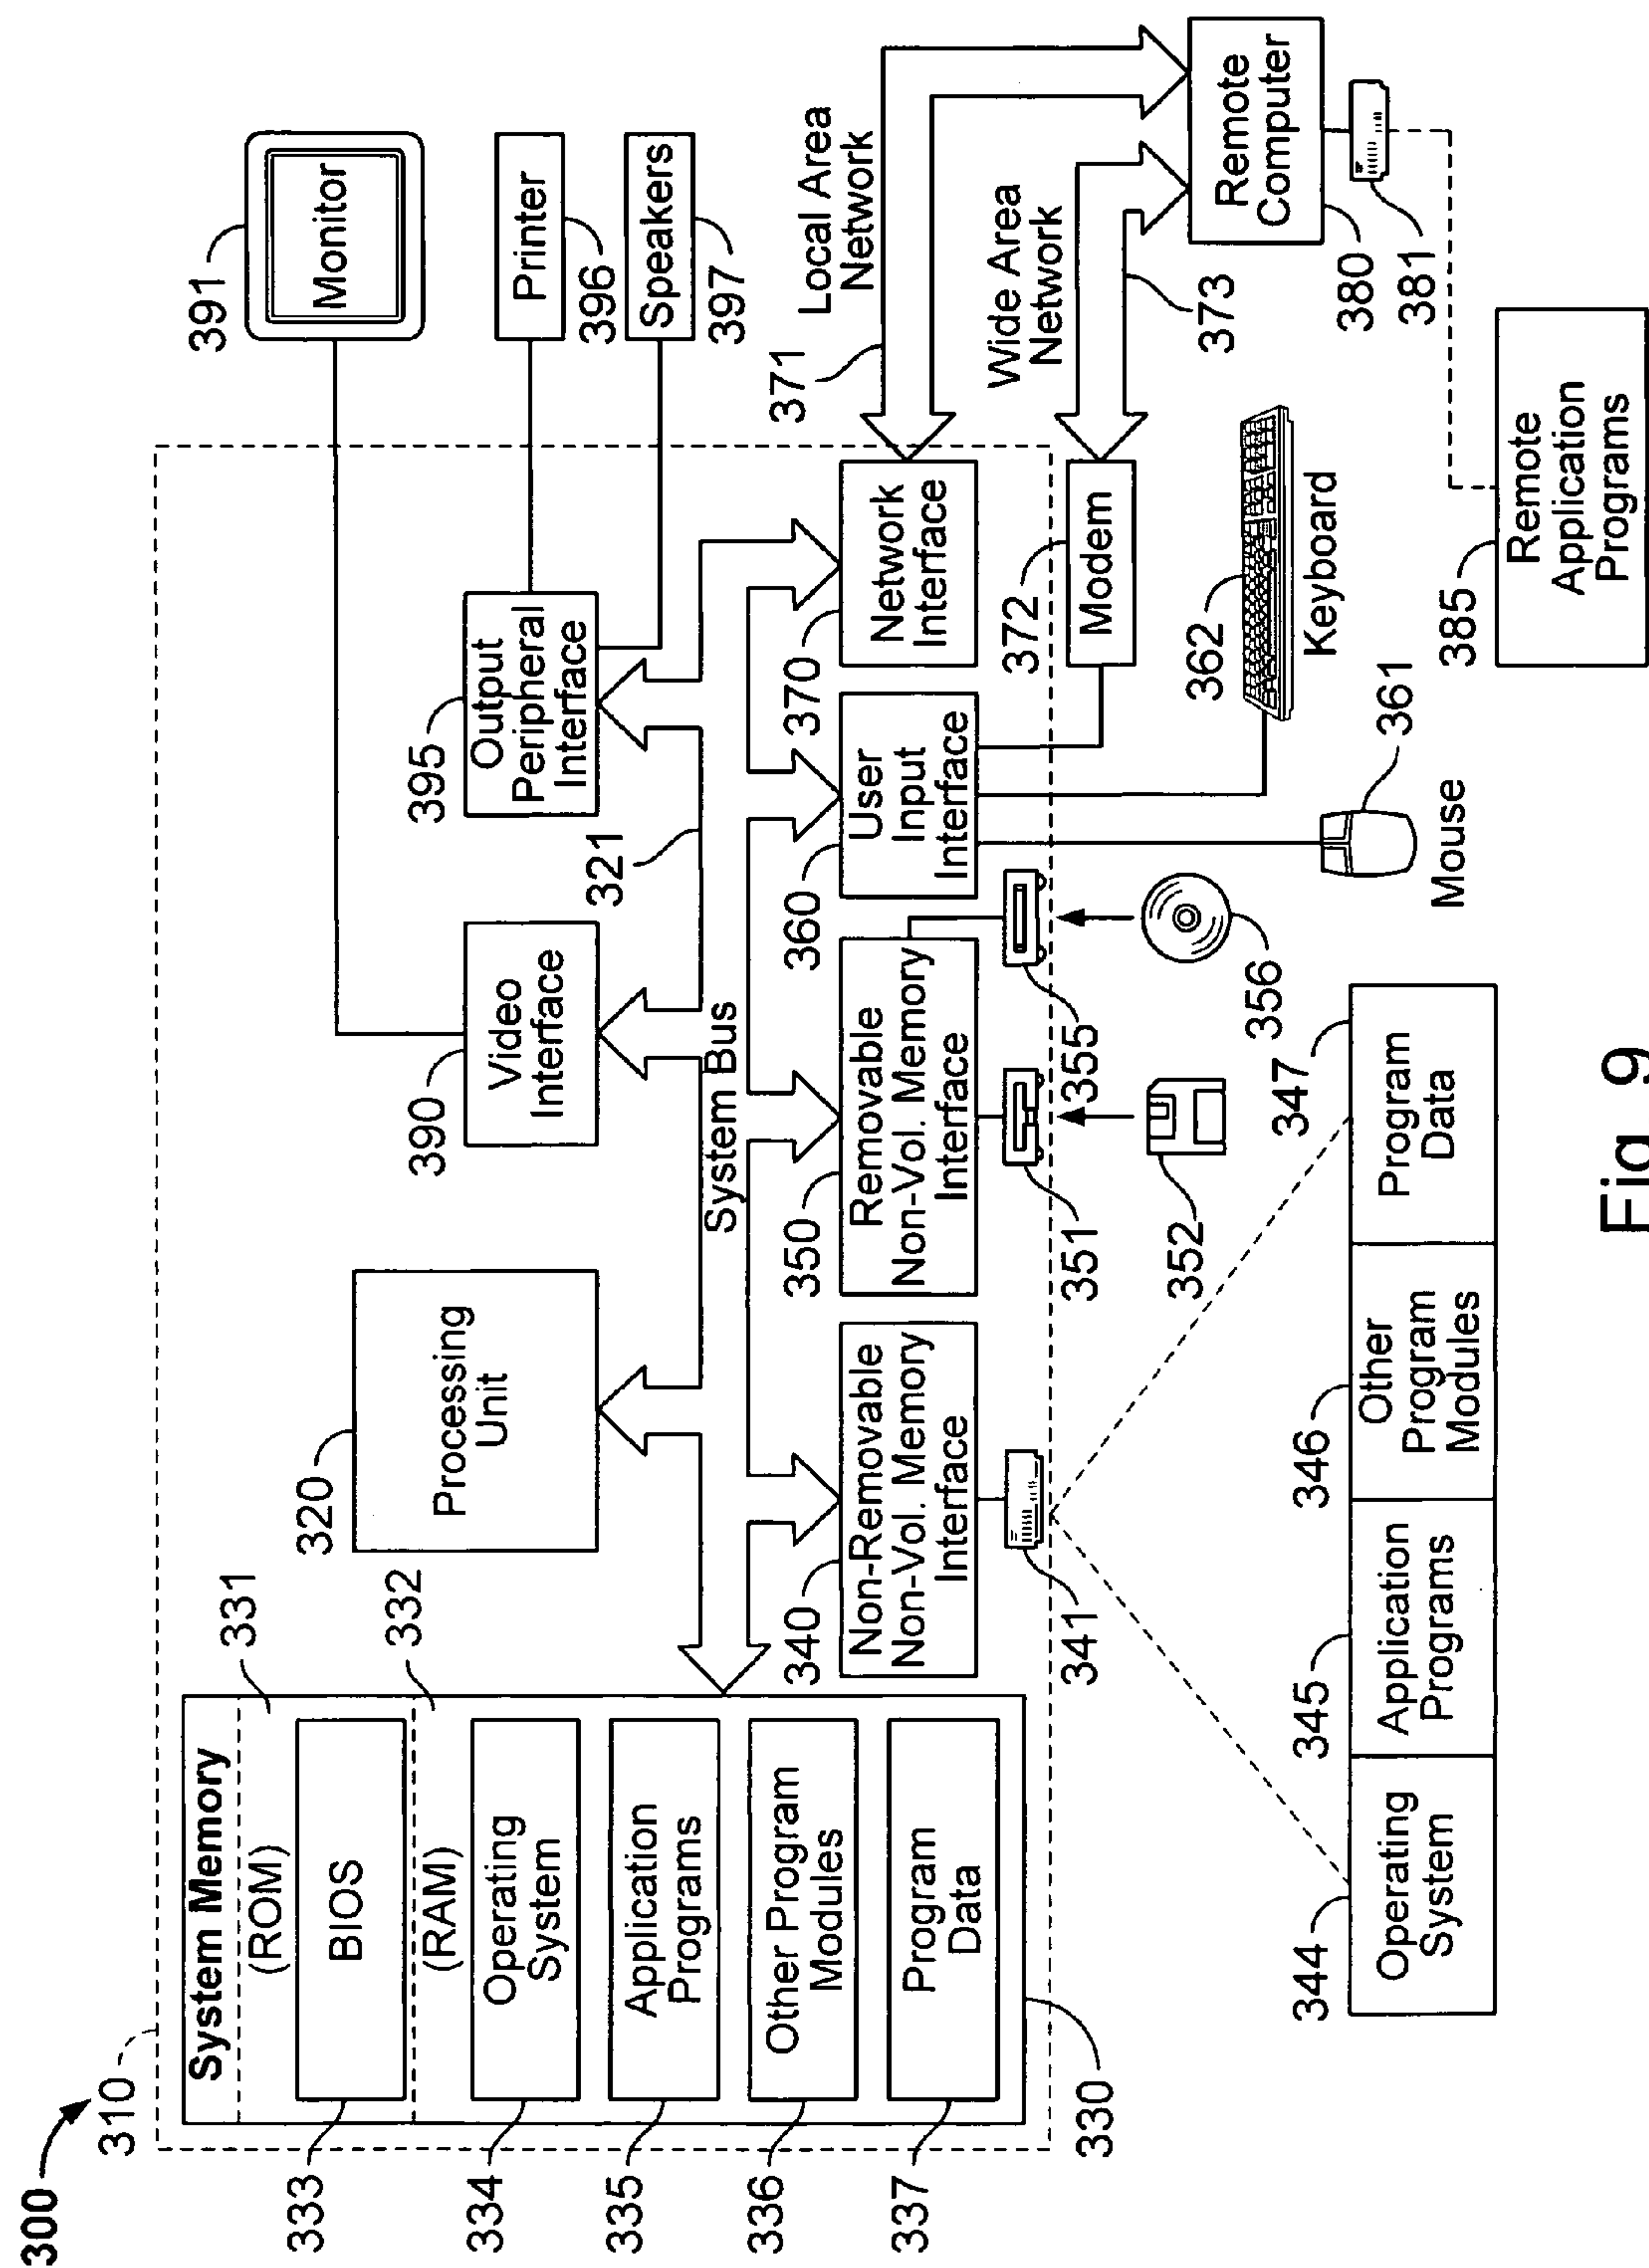 300
310
System Memory
(ROM)
331
BIOS
333
(RAM)
332
Operating
System
334
Application
Programs
335
Other Program
Modules
336
Program
Data
337
330
320
Processing
Unit
390
Video
Interface
395
Output
Peripheral
Interface
391
Monitor
Printer
396
Speakers
397
321
System Bus
340
Non-Removable
Non-Vol. Memory
Interface
341
350
Removable
Non-Vol. Memory
Interface
351
355
352
356
360
User
Input
Interface
370
Network
Interface
371
Local Area
Network
372
Modem
Wide Area
Network
373
Remote
Computer
380
381
362
Keyboard
361
Mouse
385
Remote
Application
Programs
344
Operating
System
345
Application
Programs
346
Other
Program
Modules
347
Program
Data
Fig. 9